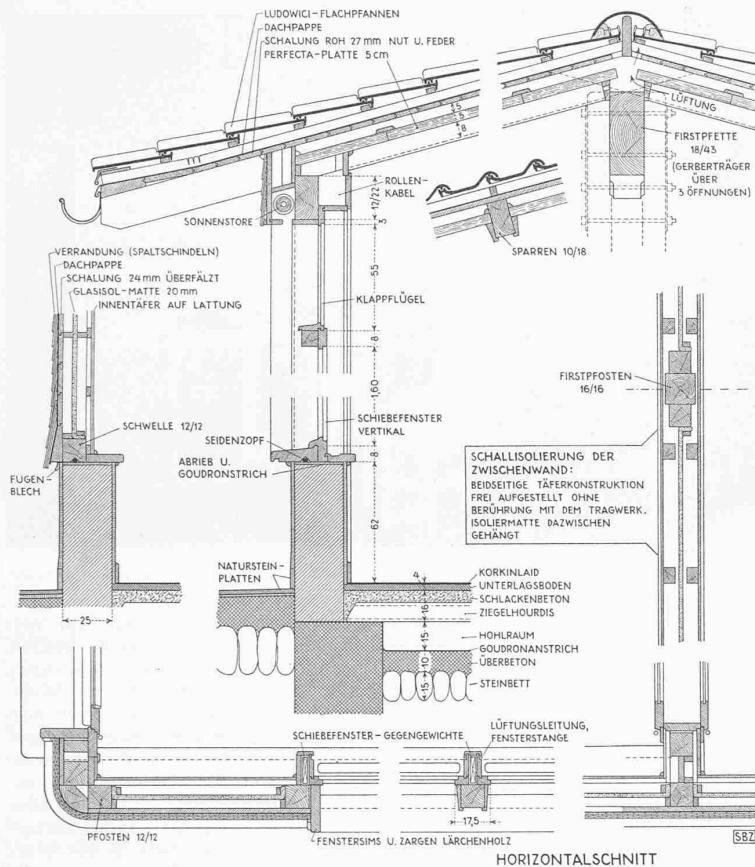 LUDOWICI-FLACHPFANNEN
DACHPAPPE
SCHALUNG ROH 27 mm NUT U. FEDER
PERFECTA-PLATTE 5 cm
5
5
8
LÜFTUNG
FIRSTPFETTE
18/43
(GERBERTRÄGER
ÜBER
3 ÖFFNUNGEN)
ROLLEN-
KABEL
SONNENSTORE
12/22
3
SPARREN 10/18
VERRANDUNG (SPALTSCHINDELN)
DACHPAPPE
SCHALUNG 24 mm ÜBERFÄLZT
GLASISOL-MATTE 20 mm
INNENTÄFER AUF LATTUNG
55
KLAPPFLÜGEL
8
1,60
FIRSTPFOSTEN
16/16
SCHWELLE 12/12
SCHIEBEFENSTER
VERTIKAL
SEIDENZOPF
8
ABRIEB U.
GOUDRONSTRICH
FUGEN-
BLECH
SCHALLISOLIERUNG DER
ZWISCHENWAND:
BEIDSEITIGE TÄFERKONSTRUKTION
FREI AUFGESTELLT OHNE
BERÜHRUNG MIT DEM TRAGWERK.
ISOLIERMATTE DAZWISCHEN
GEHÄNGT
62
NATURSTEIN-
PLATTEN
4
KORKINLAID
UNTERLAGSBODEN
SCHLACKENBETON
16
ZIEGELHOURDIS
25
15
HOHLRAUM
GOUDRONANSTRICH
10
ÜBERBETON
15
STEINBETT
SCHIEBEFENSTER-GEGENGEWICHTE
LÜFTUNGSLEITUNG,
FENSTERSTANGE
17,5
PFOSTEN 12/12
FENSTERSIMS U. ZARGEN LÄRCHENHOLZ
SBZ
HORIZONTALSCHNITT